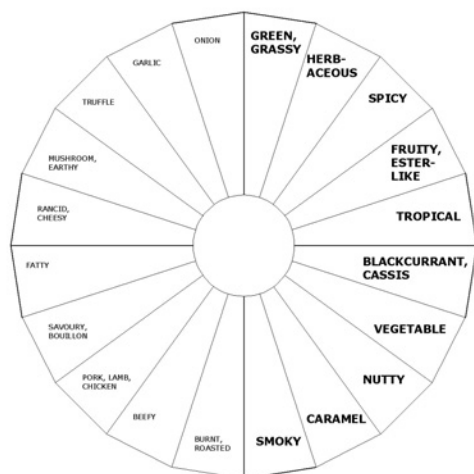 ONION
GREEN,
GRASSY
GARLIC
HERB-
ACEOUS
TRUFFLE
SPICY
MUSHROOM,
EARTHY
FRUITY,
ESTER-
LIKE
RANCID,
CHEESY
TROPICAL
FATTY
BLACKCURRANT,
CASSIS
SAVOURY,
BOUILLON
VEGETABLE
PORK, LAMB,
CHICKEN
NUTTY
BEEFY
CARAMEL
BURNT,
ROASTED
SMOKY